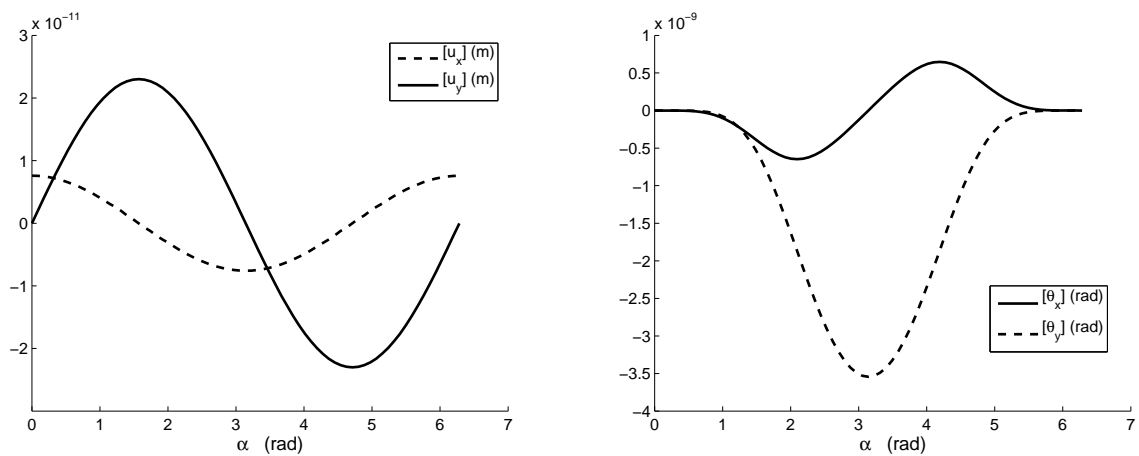 x 10⁻¹¹
3
2
1
0
−1
−2
0 1 2 3 4 5 6 7
α (rad)
[u_x] (m)
[u_y] (m)
x 10⁻⁹
1
0.5
0
−0.5
−1
−1.5
−2
−2.5
−3
−3.5
−4
0 1 2 3 4 5 6 7
α (rad)
[θ_x] (rad)
[θ_y] (rad)